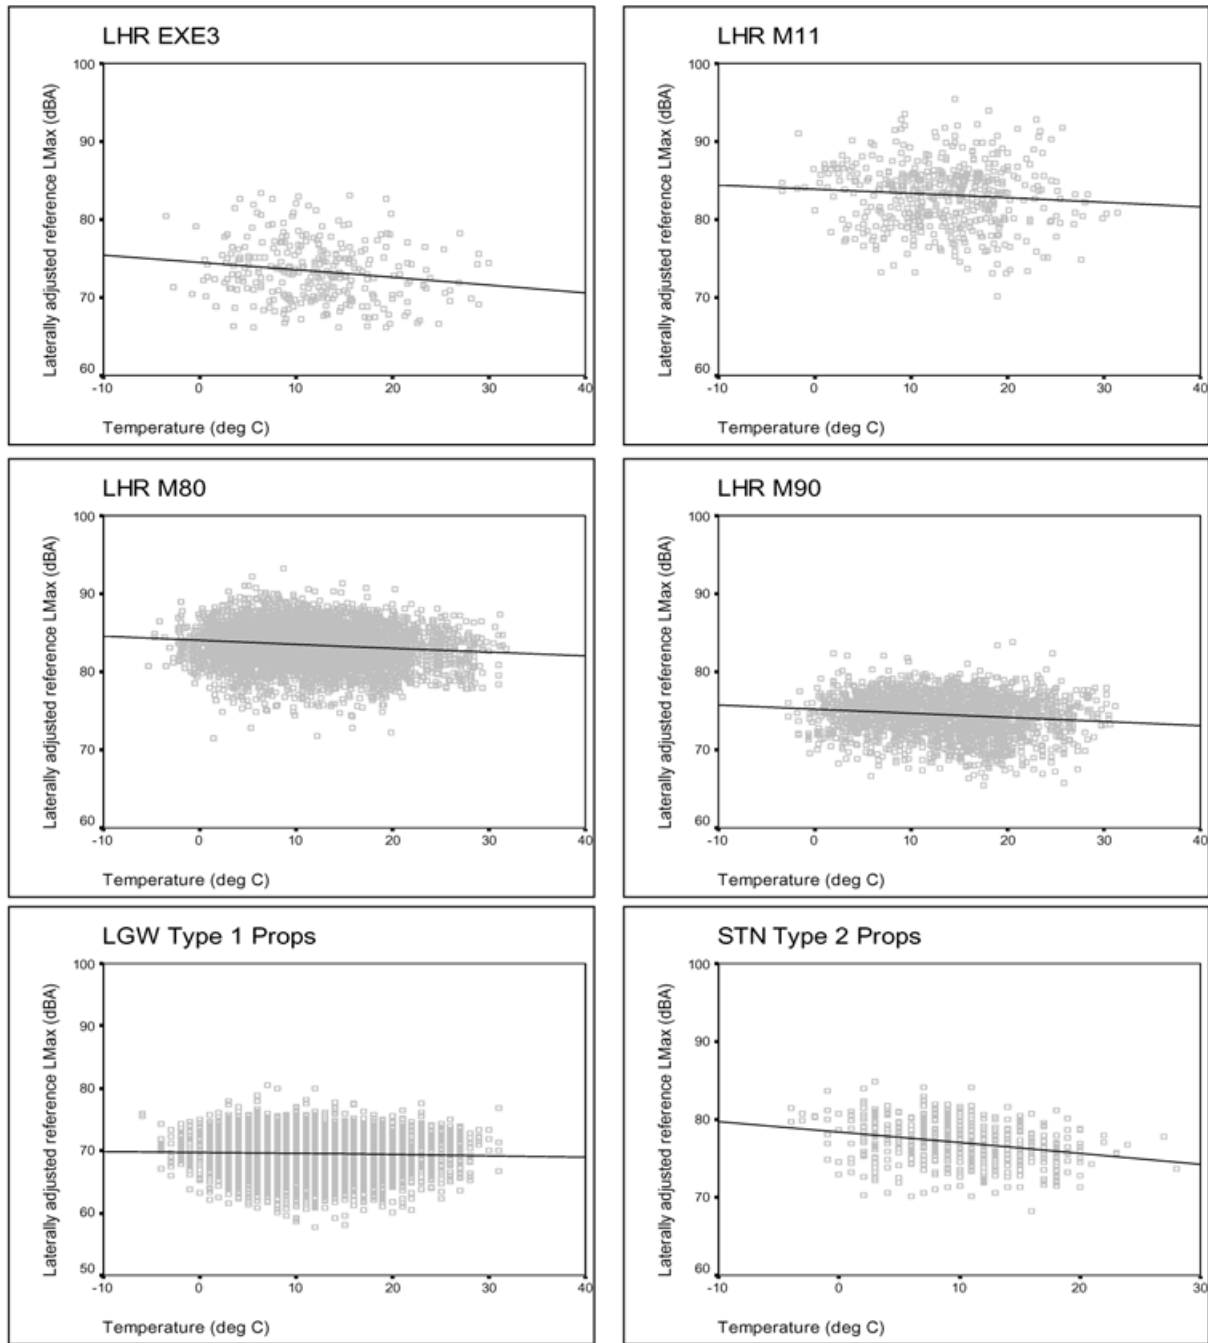 LHR EXE3
Laterally adjusted reference LMax (dBA)
100
90
80
70
60
-10 0 10 20 30 40
Temperature (deg C)
LHR M11
Laterally adjusted reference LMax (dBA)
100
90
80
70
60
-10 0 10 20 30 40
Temperature (deg C)
LHR M80
Laterally adjusted reference LMax (dBA)
100
90
80
70
60
-10 0 10 20 30 40
Temperature (deg C)
LHR M90
Laterally adjusted reference LMax (dBA)
100
90
80
70
60
-10 0 10 20 30 40
Temperature (deg C)
LGW Type 1 Props
Laterally adjusted reference LMax (dBA)
100
90
80
70
60
50
-10 0 10 20 30 40
Temperature (deg C)
STN Type 2 Props
Laterally adjusted reference LMax (dBA)
100
90
80
70
60
-10 0 10 20 30
Temperature (deg C)